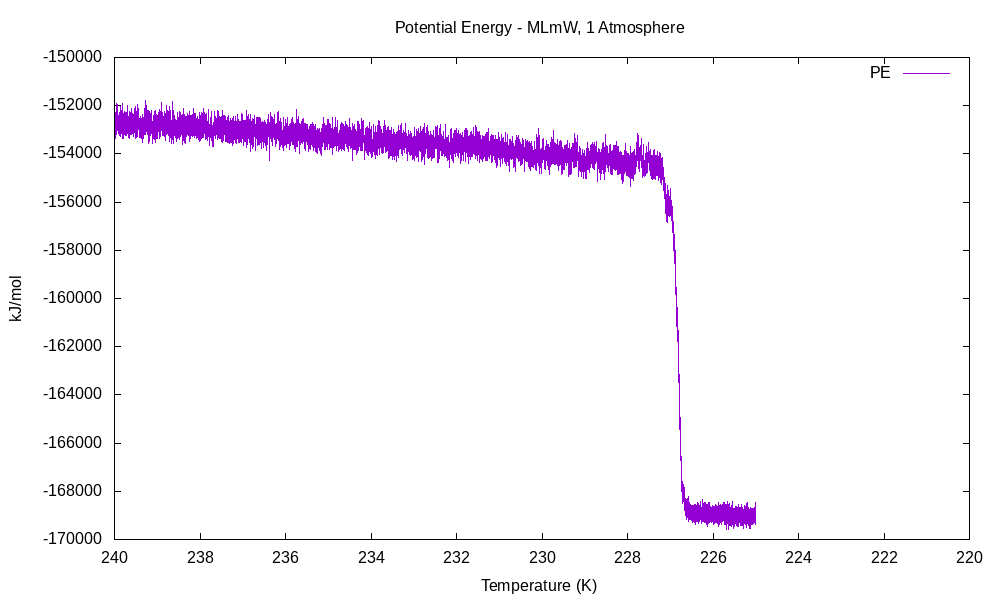 Potential Energy - MLmW, 1 Atmosphere
PE
-150000
-152000
-154000
-156000
-158000
-160000
-162000
-164000
-166000
-168000
-170000
kJ/mol
240 238 236 234 232 230 228 226 224 222 220
Temperature (K)